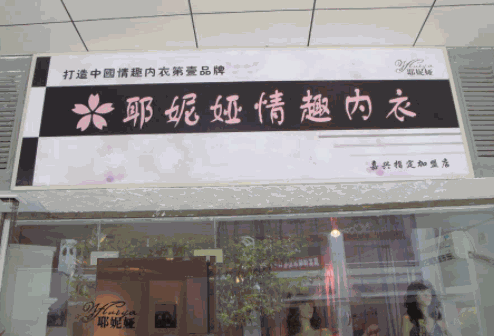 打造中國情趣内衣第壹品牌
耶妮娅
耶妮娅情趣内衣
嘉兴指定加盟店
耶妮娅